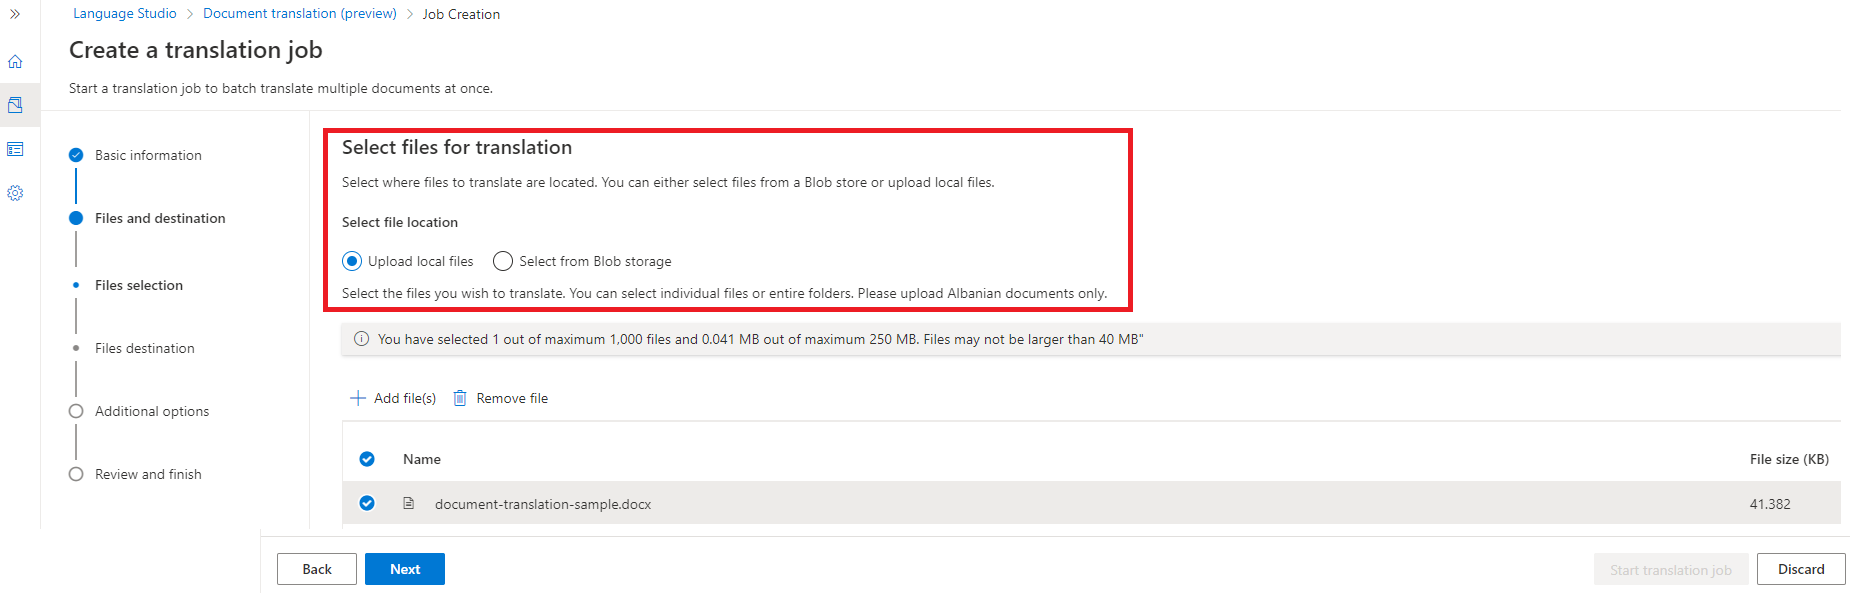 Language Studio > Document translation (preview) > Job Creation
Create a translation job
Start a translation job to batch translate multiple documents at once.
Basic information
Files and destination
Files selection
Files destination
Additional options
Review and finish
Select files for translation
Select where files to translate are located. You can either select files from a Blob store or upload local files.
Select file location
Upload local files Select from Blob storage
Select the files you wish to translate. You can select individual files or entire folders. Please upload Albanian documents only.
You have selected 1 out of maximum 1,000 files and 0.041 MB out of maximum 250 MB. Files may not be larger than 40 MB"
Add file(s) Remove file
Name File size (KB)
document-translation-sample.docx 41.382
Back Next Start translation job Discard